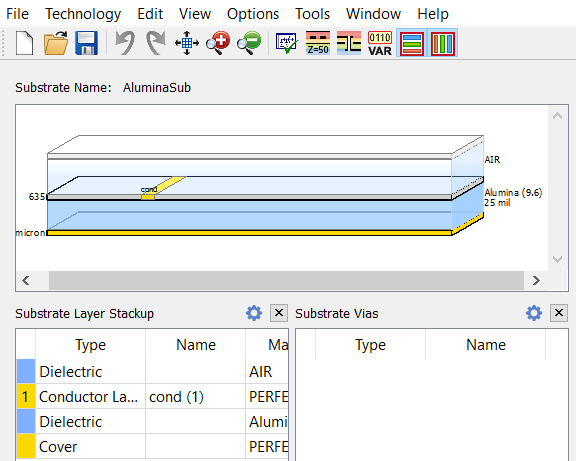 File Technology Edit View Options Tools Window Help
Z=50 0110 VAR
Substrate Name: AluminaSub
AIR
cond
635
Alumina (9.6)
25 mil
micron
Substrate Layer Stackup
Type Name Ma
Dielectric AIR
1 Conductor La... cond (1) PERFE
Dielectric Alumi
Cover PERFE
Substrate Vias
Type Name